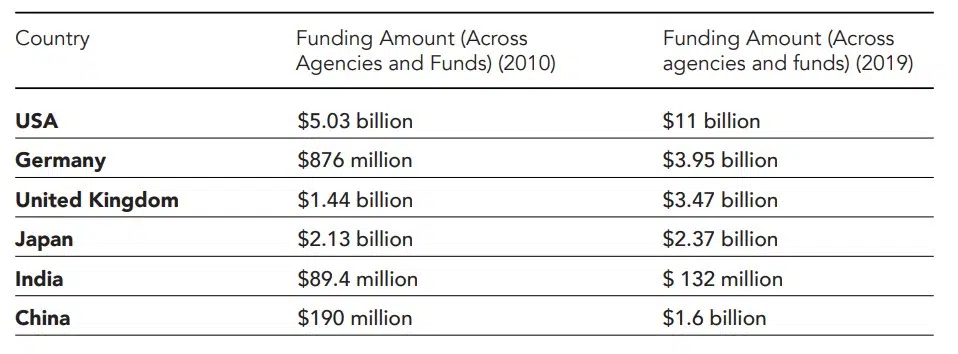 Country Funding Amount (Across Agencies and Funds) (2010) Funding Amount (Across agencies and funds) (2019)
USA $5.03 billion $11 billion
Germany $876 million $3.95 billion
United Kingdom $1.44 billion $3.47 billion
Japan $2.13 billion $2.37 billion
India $89.4 million $ 132 million
China $190 million $1.6 billion